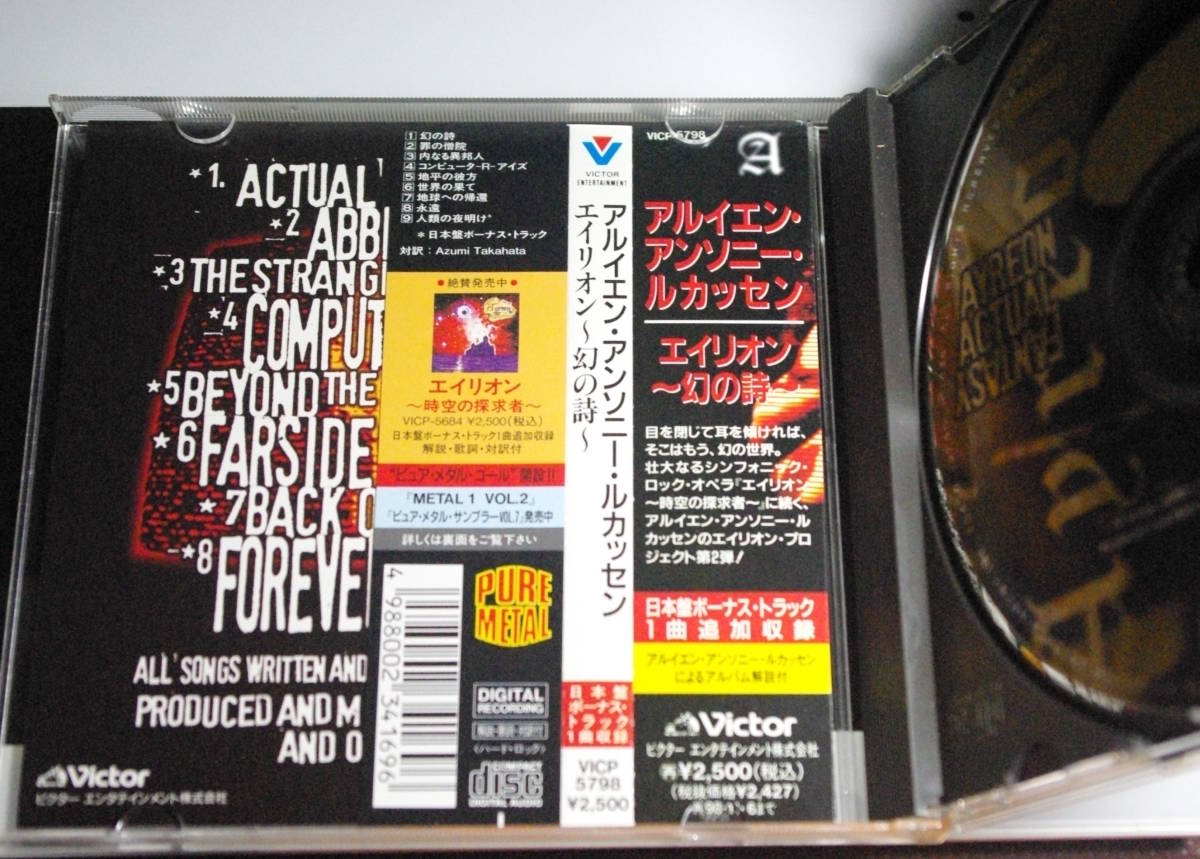 ★1. ACTUAL
★2 ABB
★3 THE STRANG
★4 COMPUT
★5 BEYOND THE
★6 FARSIDE
★7 BACK O
★8 FOREVE
ALL SONGS WRITTEN AND
PRODUCED AND M
AND O
Victor
ビクター エンタテインメント株式会社
1 幻の詩
2 罪の僧院
3 内なる異邦人
4 コンピューター-R-アイズ
5 地平の彼方
6 世界の果て
7 地球への帰還
8 永遠
9 人類の夜明け*
*日本盤ボーナス・トラック
対訳：Azumi Takahata
●絶賛発売中●
エイリオン
〜時空の探求者〜
VICP-5684 ¥2,500(税込)
日本盤ボーナス・トラック1曲追加収録
解説・歌詞・対訳付
"ピュア・メタル・コール"開設!!
『METAL 1 VOL.2』
「ピュア・メタル・サンプラーVOL.7」発売中
詳しくは裏面をご覧下さい
4 988002 341696
PURE
METAL
DIGITAL
RECORDING
解説・歌詞・対訳付
〈ハード・ロック〉
COMPACT
disc
DIGITAL AUDIO
VICTOR
ENTERTAINMENT
アルイエン・アンソニー・ルカッセン
エイリオン〜幻の詩〜
日本盤
ボーナス・
トラック
1曲収録
VICP
5798
¥2,500
VICP-5798
A
アルイエン・
アンソニー・
ルカッセン
エイリオン
〜幻の詩〜
目を閉じて耳を傾ければ、
そこはもう、幻の世界。
壮大なるシンフォニック・
ロック・オペラ『エイリオン
〜時空の探求者〜』に続く、
アルイエン・アンソニー・ル
カッセンのエイリオン・プロ
ジェクト第2弾!
日本盤ボーナス・トラック
1曲追加収録
アルイエン・アンソニー・ルカッセン
によるアルバム解説付
Victor
ビクター エンタテインメント株式会社
再¥2,500(税込)
(税抜価格¥2,427)
AYREON
ACTUAL
FANTASY